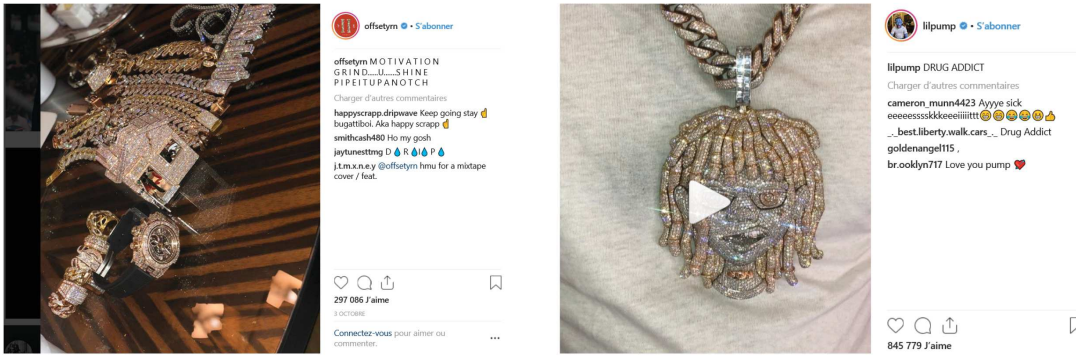 offsetyrn • S'abonner
offsetyrn M O T I V A T I O N
G R I N D.....U......S H I N E
P I P E I T U P A N O T C H
Charger d'autres commentaires
happyscrapp.dripwave Keep going stay ☝
bugattiboi. Aka happy scrapp ☝
smithcash480 Ho my gosh
jaytunesttmg D 💧 R 💧I💧 P 💧
j.t.m.x.n.e.y @offsetyrn hmu for a mixtape
cover / feat.
297 086 J'aime
3 OCTOBRE
Connectez-vous pour aimer ou
commenter.
lilpump • S'abonner
lilpump DRUG ADDICT
Charger d'autres commentaires
cameron_munn4423 Ayyye sick
eeeeesssskkkeeeiiiiiittt😁😁😂😂😁👍
_._best.liberty.walk.cars_._ Drug Addict
goldenangel115 ,
br.ooklyn717 Love you pump 💘
845 779 J'aime